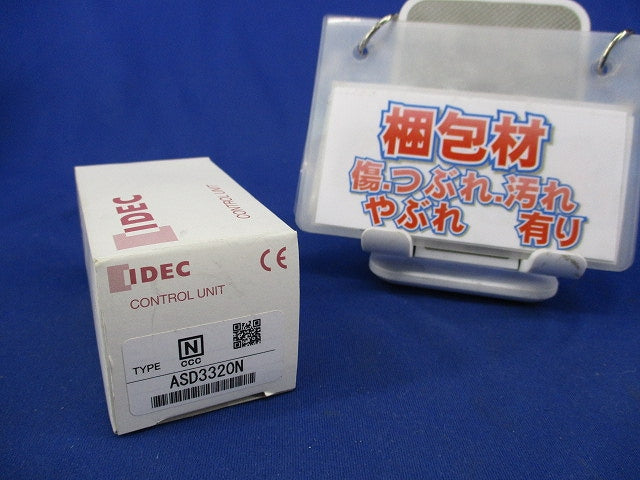 IDEC
CONTROL UNIT
IDEC
CE
CONTROL UNIT
N
CCC
TYPE
ASD3320N
梱包材
傷.つぶれ.汚れ
やぶれ 有り